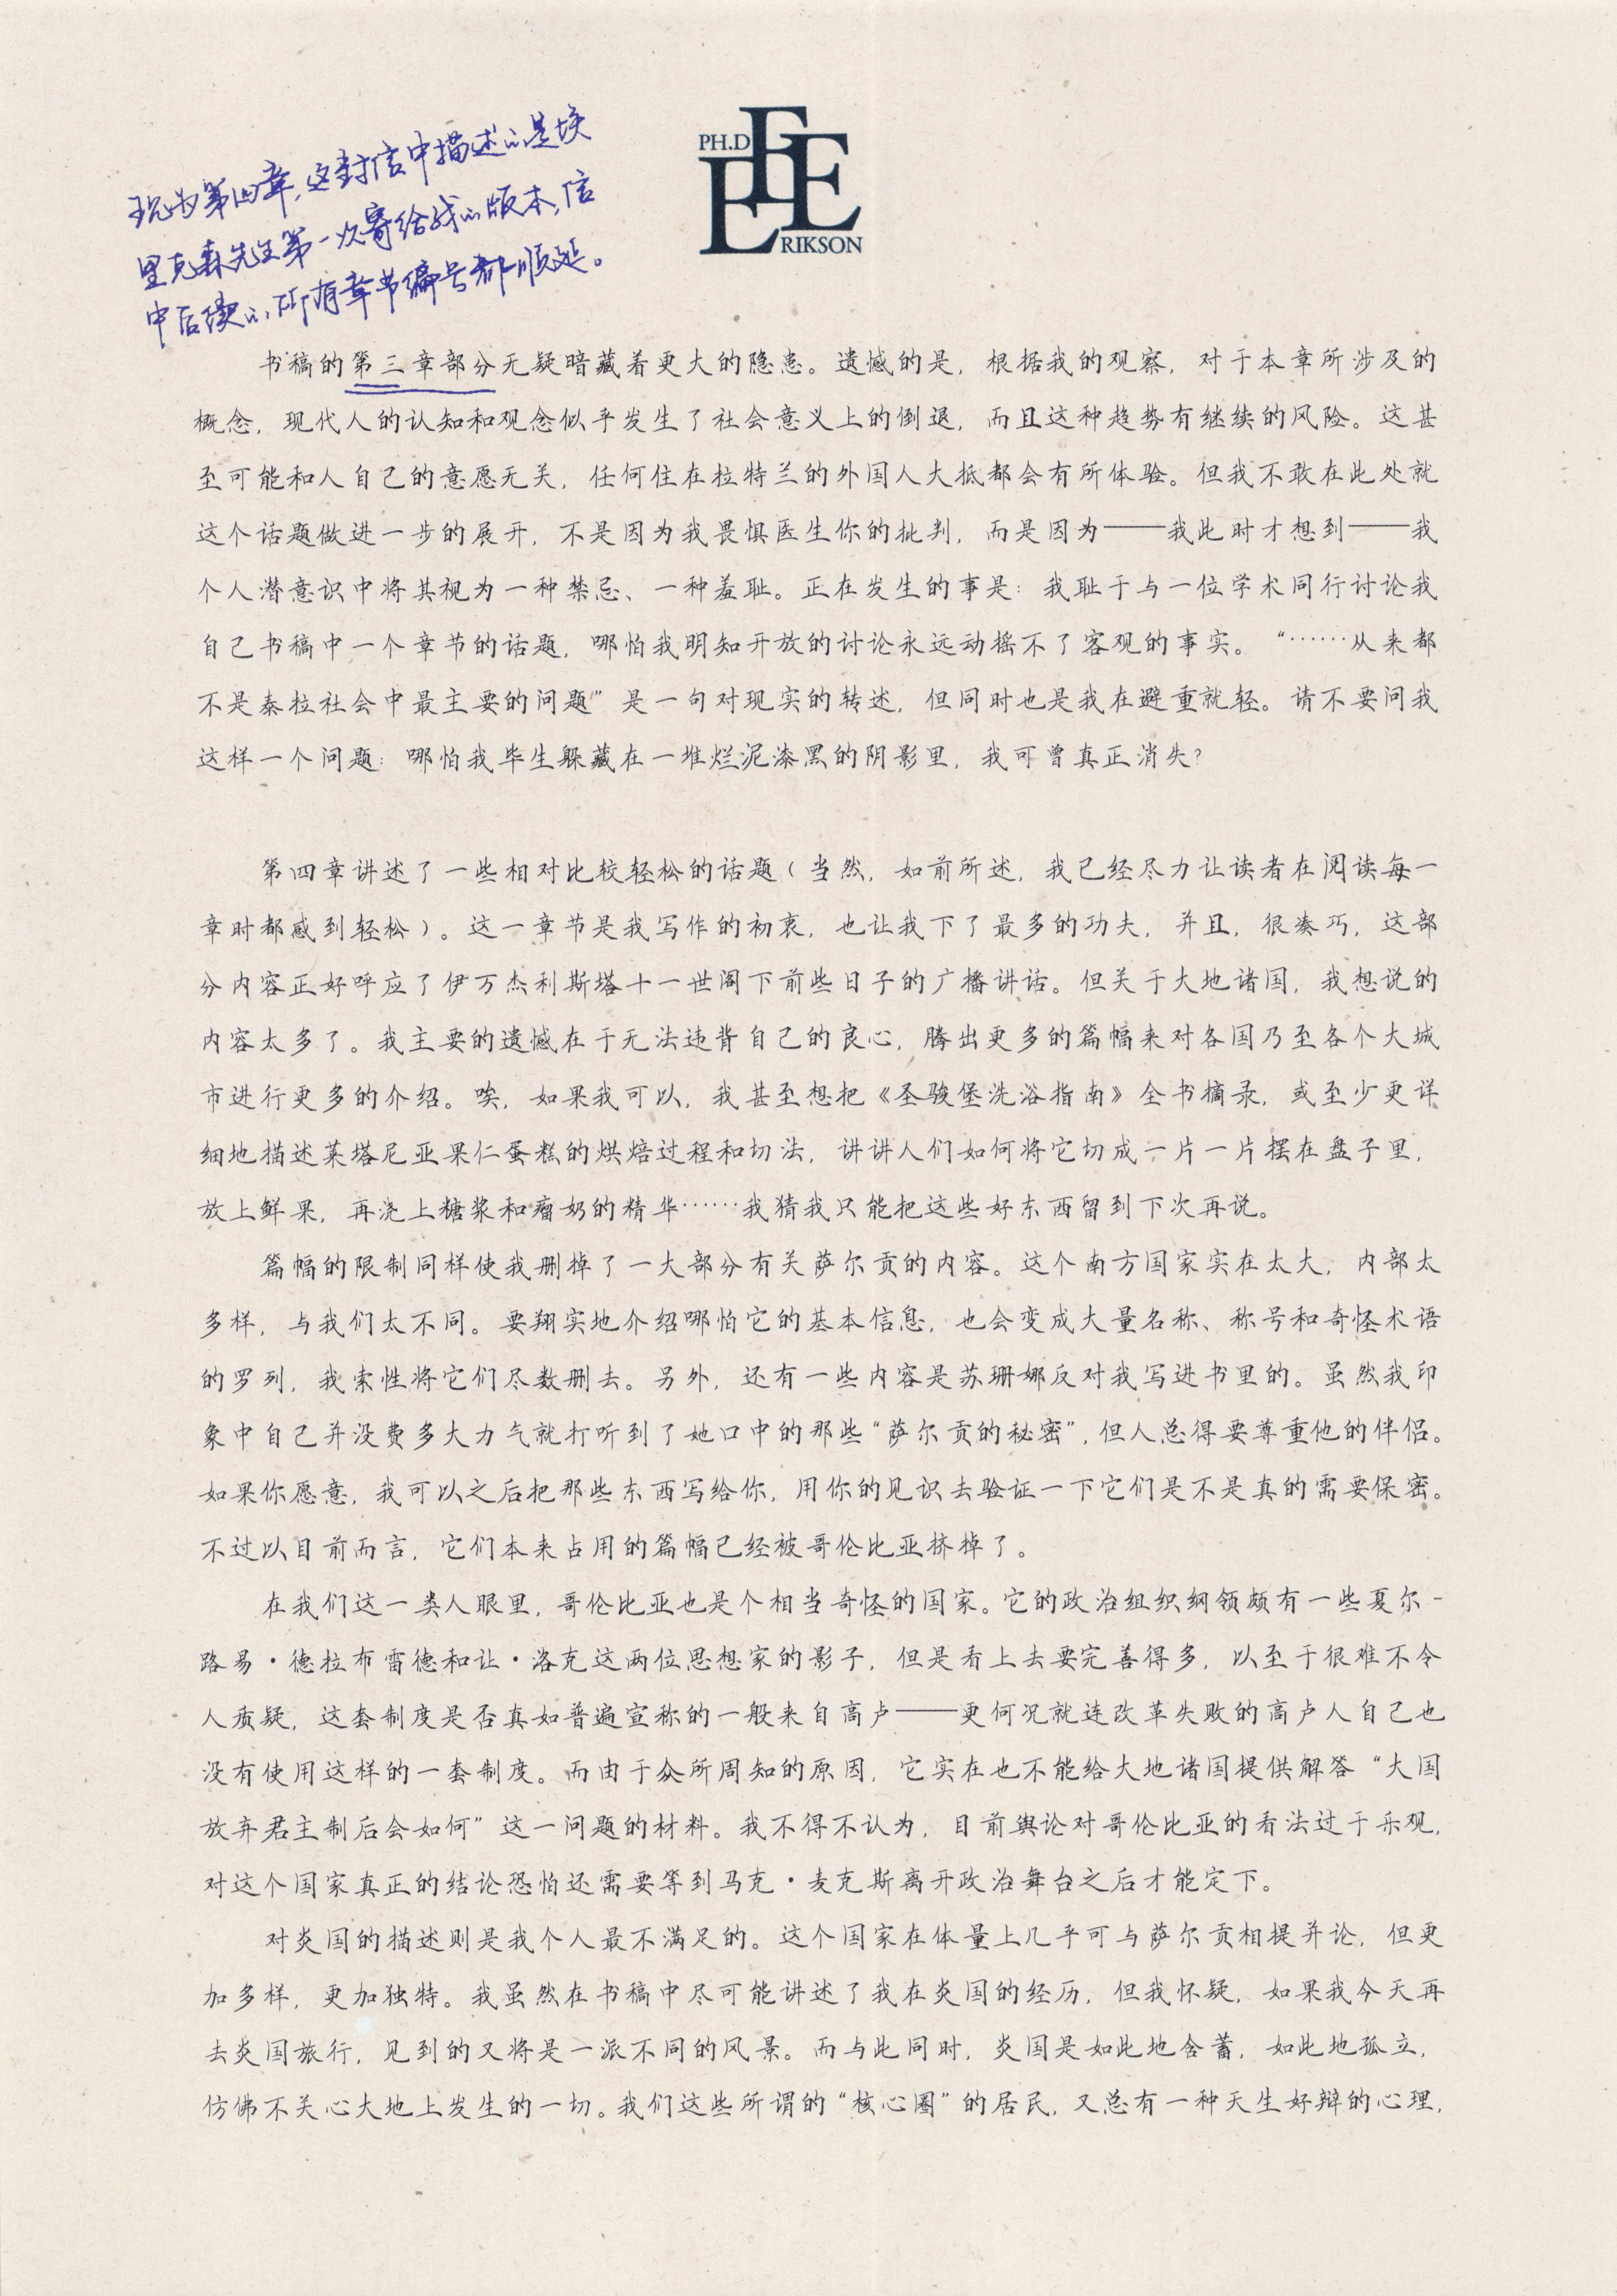 PH.D
EEE
RIKSON
现为第四章，这封信中描述的是埃
里克森先生第一次寄给我的版本，信
中后续的所有章节编号都顺延。
书稿的第三章部分无疑暗藏着更大的隐患。遗憾的是，根据我的观察，对于本章所涉及的
概念，现代人的认知和观念似乎发生了社会意义上的倒退，而且这种趋势有继续的风险。这甚
至可能和人自己的意愿无关，任何住在拉特兰的外国人大抵都会有所体验。但我不敢在此处就
这个话题做进一步的展开，不是因为我畏惧医生你的批判，而是因为——我此时才想到——我
个人潜意识中将其视为一种禁忌、一种羞耻。正在发生的事是：我耻于与一位学术同行讨论我
自己书稿中一个章节的话题，哪怕我明知开放的讨论永远动摇不了客观的事实。“……从来都
不是泰拉社会中最主要的问题”是一句对现实的转述，但同时也是我在避重就轻。请不要问我
这样一个问题：哪怕我毕生躲藏在一堆烂泥漆黑的阴影里，我可曾真正消失？
第四章讲述了一些相对比较轻松的话题（当然，如前所述，我已经尽力让读者在阅读每一
章时都感到轻松）。这一章节是我写作的初衷，也让我下了最多的功夫，并且，很凑巧，这部
分内容正好呼应了伊万杰利斯塔十一世阁下前些日子的广播讲话。但关于大地诸国，我想说的
内容太多了。我主要的遗憾在于无法违背自己的良心，腾出更多的篇幅来对各国乃至各个大城
市进行更多的介绍。唉，如果我可以，我甚至想把《圣骏堡洗浴指南》全书摘录，或至少更详
细地描述莱塔尼亚果仁蛋糕的烘焙过程和切法，讲讲人们如何将它切成一片一片摆在盘子里，
放上鲜果，再浇上糖浆和瘤奶的精华……我猜我只能把这些好东西留到下次再说。
篇幅的限制同样使我删掉了一大部分有关萨尔贡的内容。这个南方国家实在太大，内部太
多样，与我们太不同。要翔实地介绍哪怕它的基本信息，也会变成大量名称、称号和奇怪术语
的罗列，我索性将它们尽数删去。另外，还有一些内容是苏珊娜反对我写进书里的。虽然我印
象中自己并没费多大力气就打听到了她口中的那些“萨尔贡的秘密”，但人总得要尊重他的伴侣。
如果你愿意，我可以之后把那些东西写给你，用你的见识去验证一下它们是不是真的需要保密。
不过以目前而言，它们本来占用的篇幅已经被哥伦比亚挤掉了。
在我们这一类人眼里，哥伦比亚也是个相当奇怪的国家。它的政治组织纲领颇有一些夏尔-
路易·德拉布雷德和让·洛克这两位思想家的影子，但是看上去要完善得多，以至于很难不令
人质疑，这套制度是否真如普遍宣称的一般来自高卢——更何况就连改革失败的高卢人自己也
没有使用这样的一套制度。而由于众所周知的原因，它实在也不能给大地诸国提供解答“大国
放弃君主制后会如何”这一问题的材料。我不得不认为，目前舆论对哥伦比亚的看法过于乐观，
对这个国家真正的结论恐怕还需要等到马克·麦克斯离开政治舞台之后才能定下。
对炎国的描述则是我个人最不满足的。这个国家在体量上几乎可与萨尔贡相提并论，但更
加多样，更加独特。我虽然在书稿中尽可能讲述了我在炎国的经历，但我怀疑，如果我今天再
去炎国旅行，见到的又将是一派不同的风景。而与此同时，炎国是如此地含蓄，如此地孤立，
仿佛不关心大地上发生的一切。我们这些所谓的“核心圈”的居民，又总有一种天生好辩的心理，